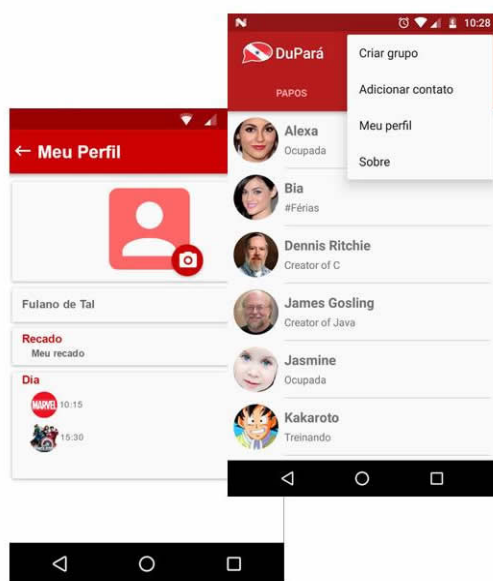 Meu Perfil
Fulano de Tal
Recado
Meu recado
Dia
MARVEL 10:15
15:30
N 10:28
DuPará
PAPOS
Criar grupo
Adicionar contato
Meu perfil
Sobre
Alexa
Ocupada
Bia
#Férias
Dennis Ritchie
Creator of C
James Gosling
Creator of Java
Jasmine
Ocupada
Kakaroto
Treinando